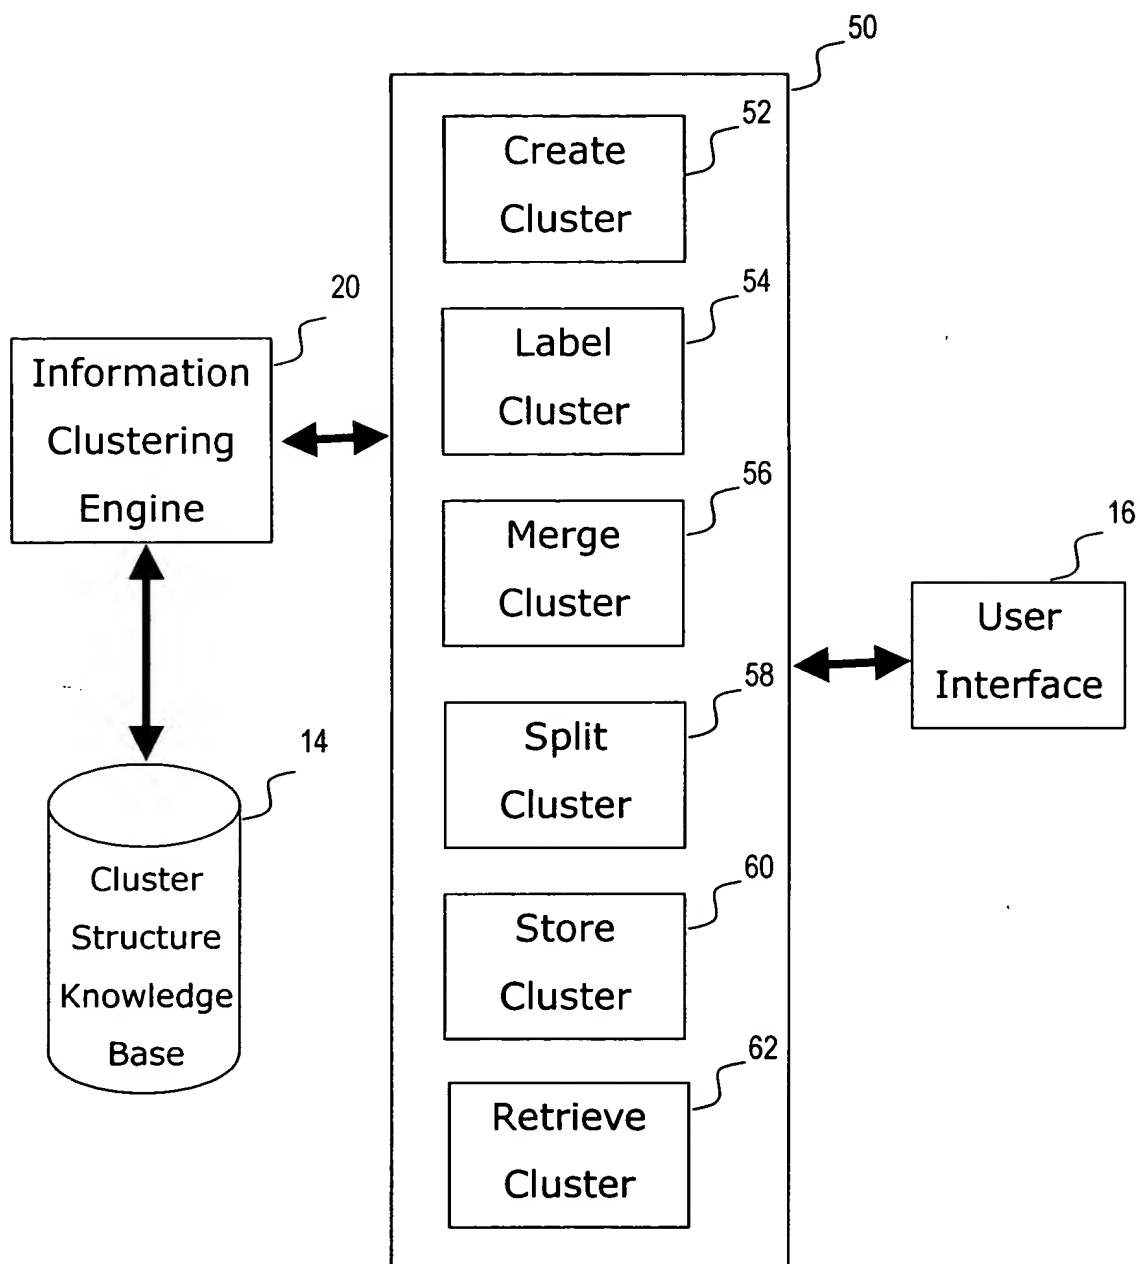 50
52
Create
Cluster
54
Label
Cluster
20
Information
Clustering
Engine
56
Merge
Cluster
16
User
Interface
58
Split
Cluster
14
Cluster
Structure
Knowledge
Base
60
Store
Cluster
62
Retrieve
Cluster